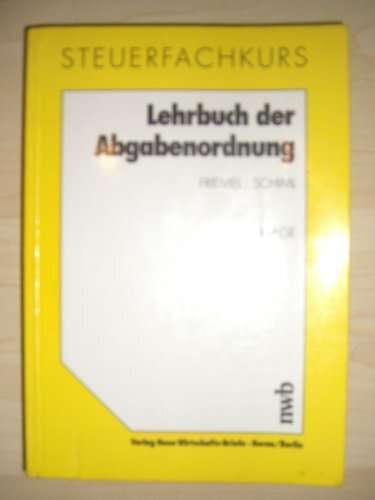 STEUERFACHKURS
Lehrbuch der
Abgabenordnung
nwb
Verlag Neue Wirtschafts-Briefe · Herne/Berlin